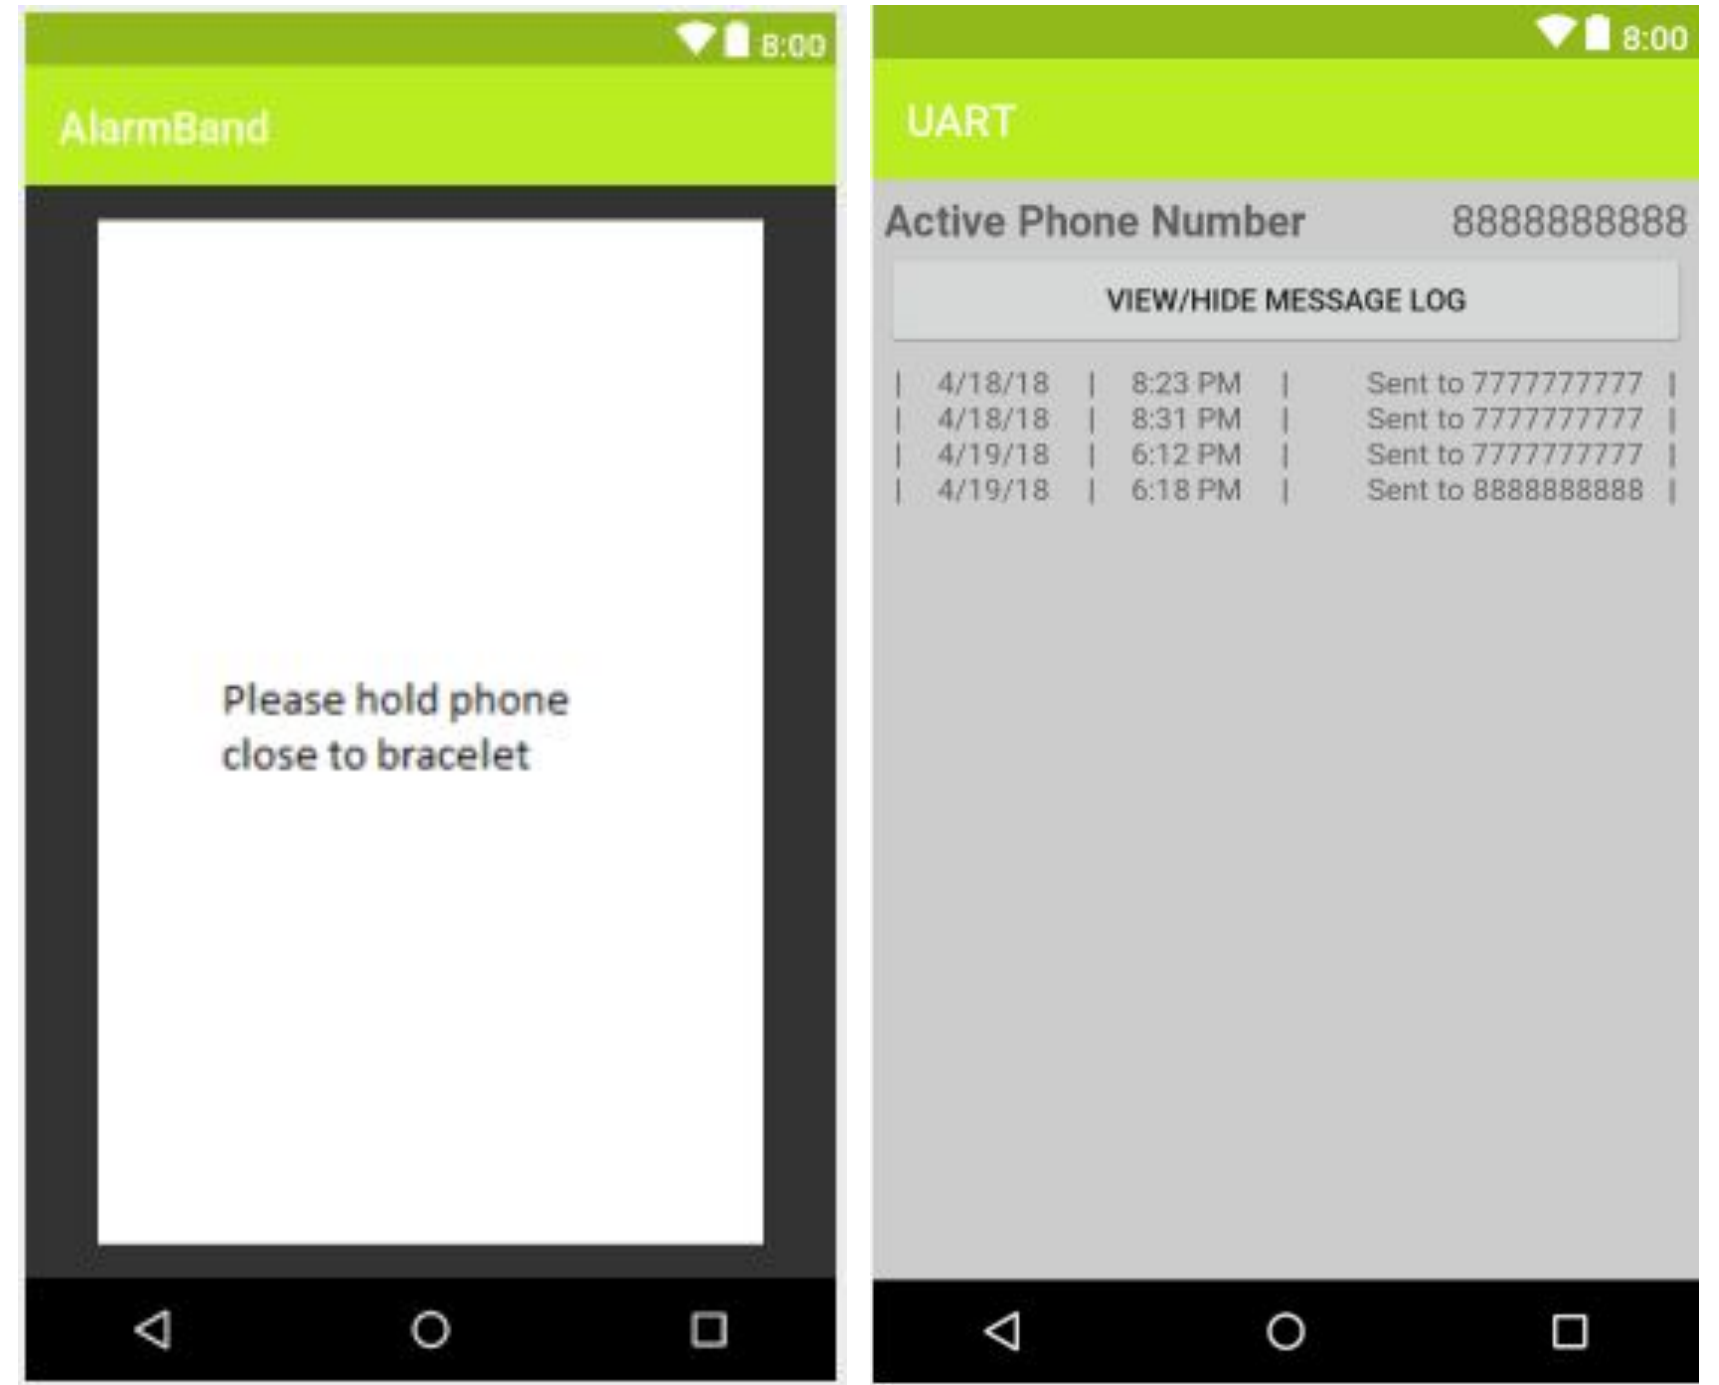 8:00
AlarmBand
Please hold phone
close to bracelet
8:00
UART
Active Phone Number 8888888888
VIEW/HIDE MESSAGE LOG
| 4/18/18 | 8:23 PM | Sent to 7777777777 |
| 4/18/18 | 8:31 PM | Sent to 7777777777 |
| 4/19/18 | 6:12 PM | Sent to 7777777777 |
| 4/19/18 | 6:18 PM | Sent to 8888888888 |